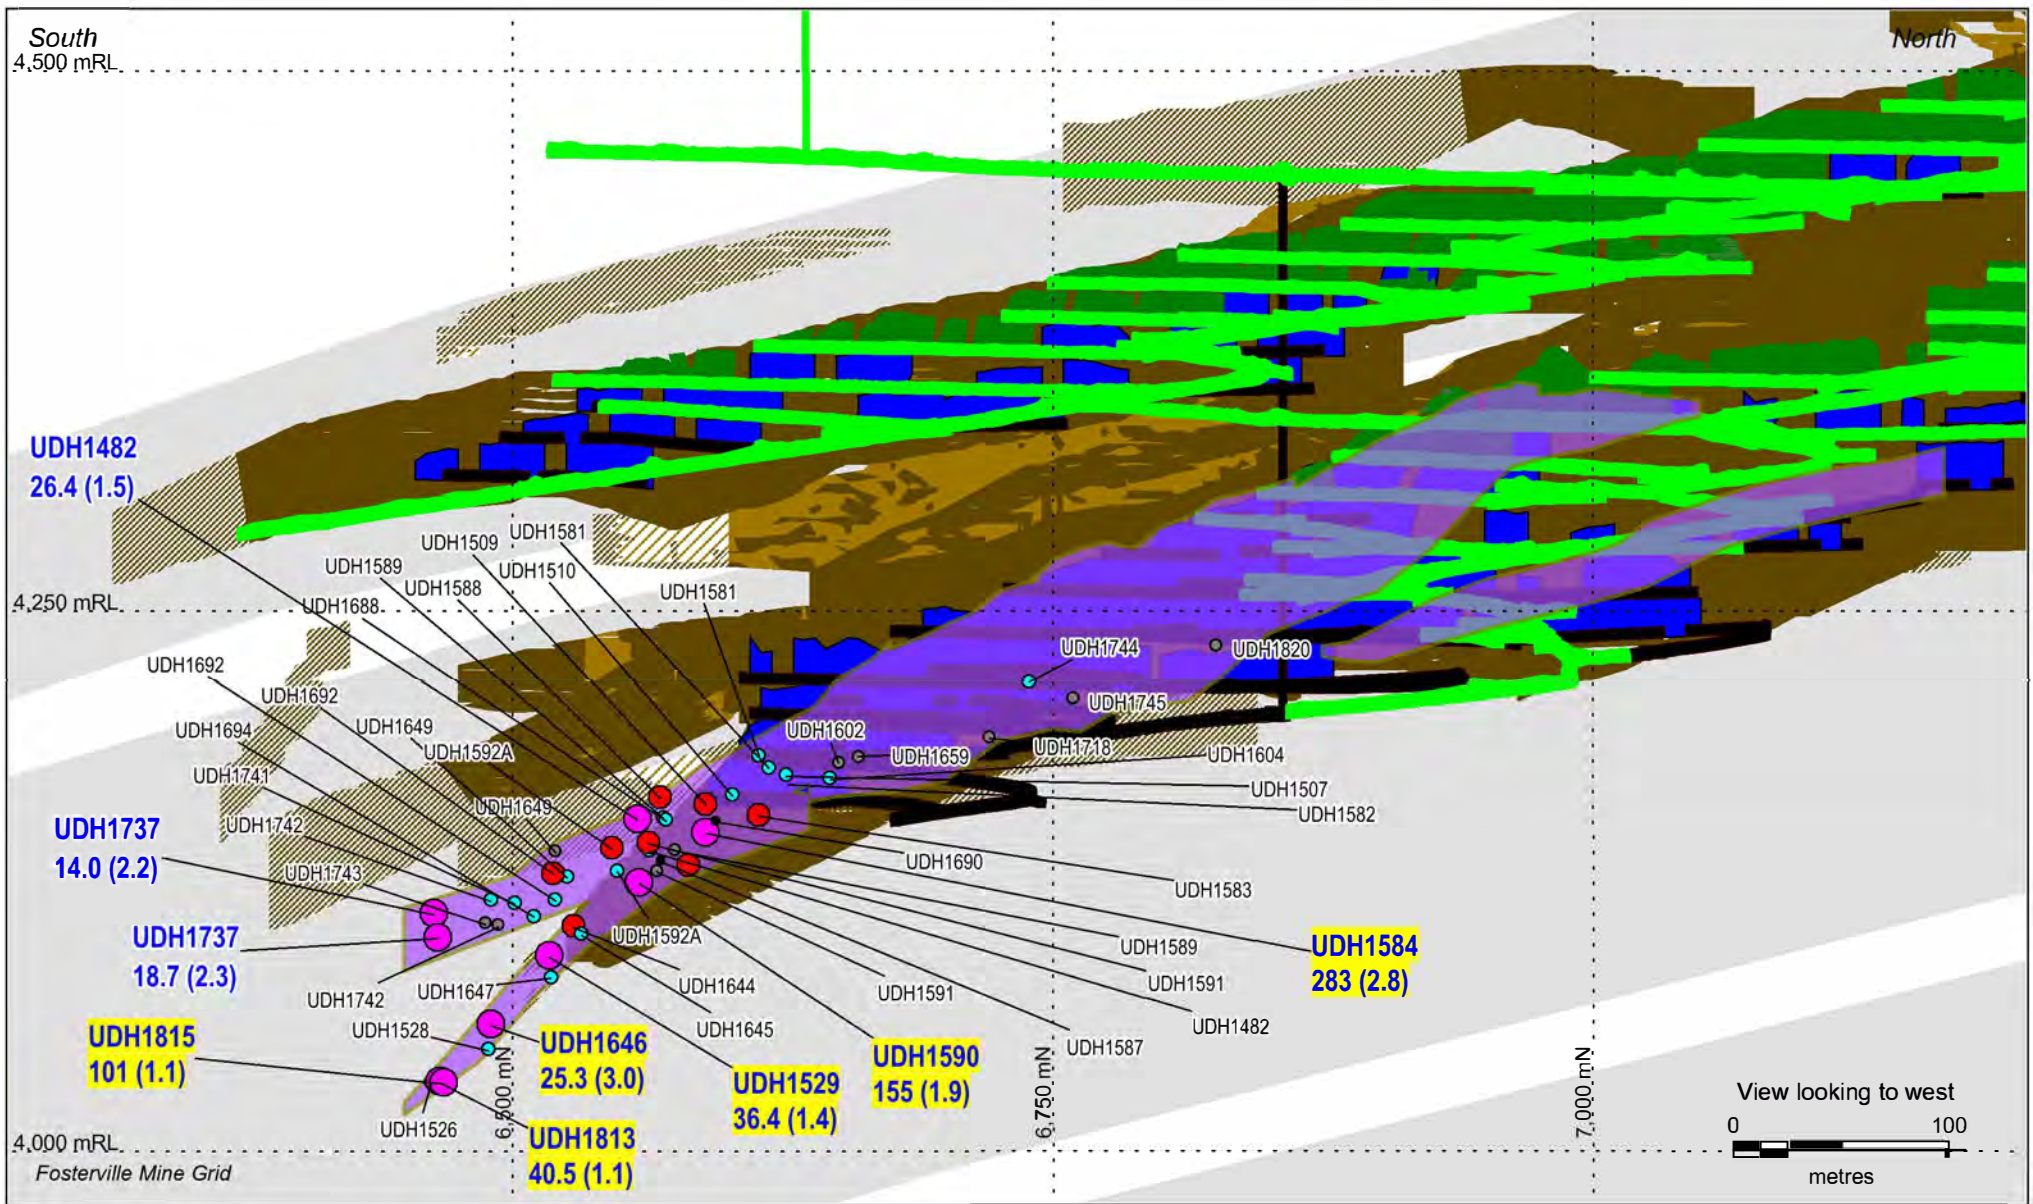 South
North
4,500 mRL
UDH1482
26.4 (1.5)
UDH1509
UDH1581
UDH1589
UDH1510
UDH1588
UDH1581
UDH1688
4,250 mRL
UDH1744
UDH1820
UDH1692
UDH1692
UDH1745
UDH1694
UDH1649
UDH1602
UDH1592A
UDH1718
UDH1659
UDH1604
UDH1741
UDH1507
UDH1649
UDH1582
UDH1737
14.0 (2.2)
UDH1742
UDH1690
UDH1743
UDH1583
UDH1737
18.7 (2.3)
UDH1592A
UDH1589
UDH1584
283 (2.8)
UDH1742
UDH1647
UDH1644
UDH1591
UDH1591
UDH1528
UDH1645
UDH1482
UDH1815
101 (1.1)
UDH1646
25.3 (3.0)
UDH1590
155 (1.9)
UDH1587
UDH1529
36.4 (1.4)
6,500 mN
6,750 mN
7,000 mN
UDH1526
UDH1813
40.5 (1.1)
View looking to west
0 100
metres
4,000 mRL
Fosterville Mine Grid